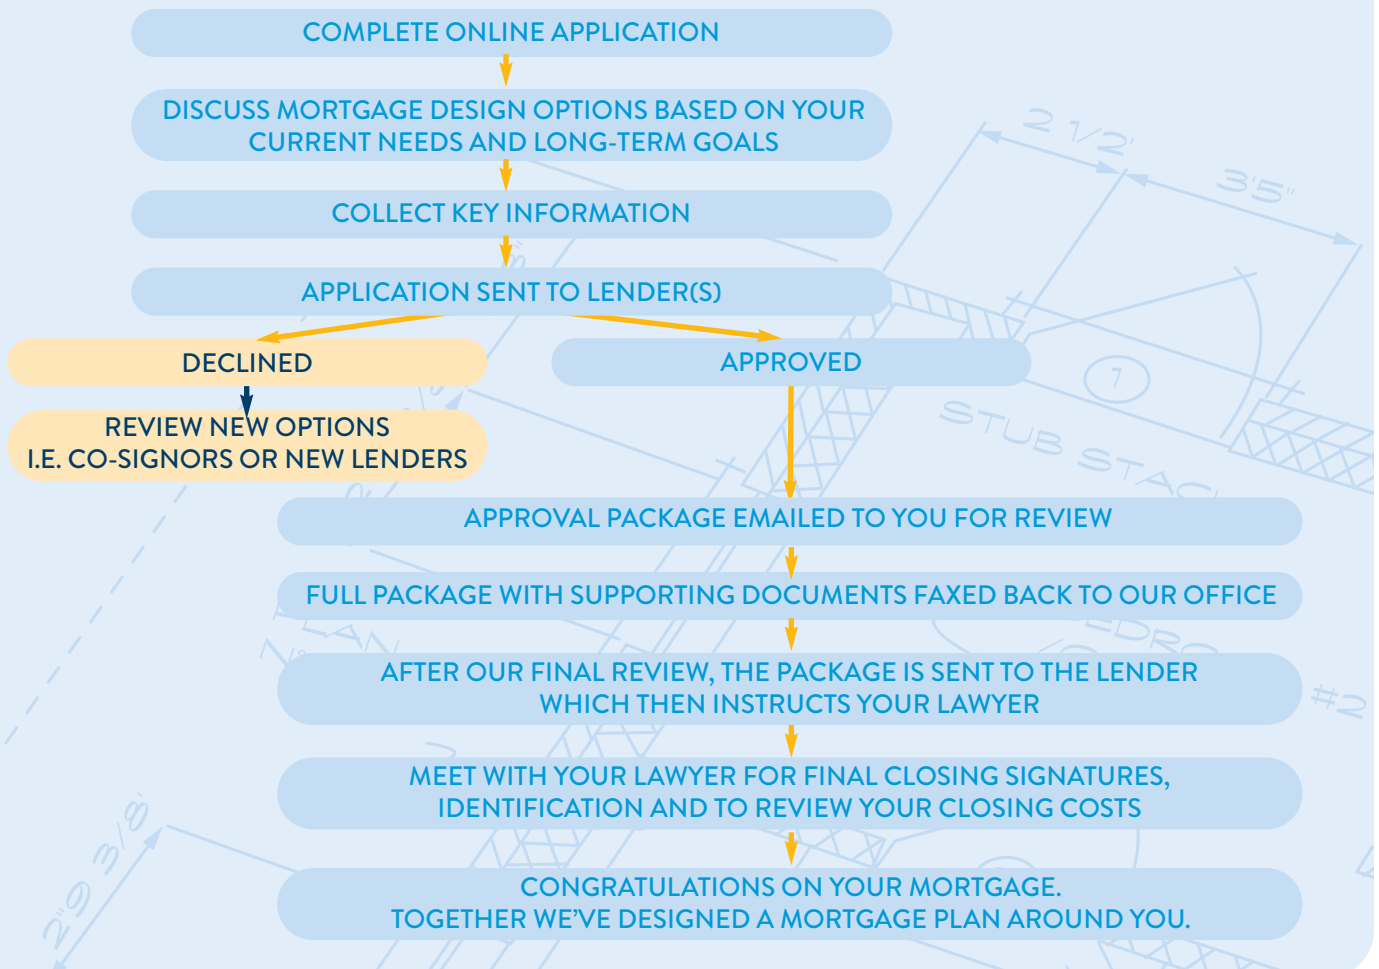 COMPLETE ONLINE APPLICATION
DISCUSS MORTGAGE DESIGN OPTIONS BASED ON YOUR
CURRENT NEEDS AND LONG-TERM GOALS
COLLECT KEY INFORMATION
APPLICATION SENT TO LENDER(S)
DECLINED
APPROVED
REVIEW NEW OPTIONS
I.E. CO-SIGNORS OR NEW LENDERS
APPROVAL PACKAGE EMAILED TO YOU FOR REVIEW
FULL PACKAGE WITH SUPPORTING DOCUMENTS FAXED BACK TO OUR OFFICE
AFTER OUR FINAL REVIEW, THE PACKAGE IS SENT TO THE LENDER
WHICH THEN INSTRUCTS YOUR LAWYER
MEET WITH YOUR LAWYER FOR FINAL CLOSING SIGNATURES,
IDENTIFICATION AND TO REVIEW YOUR CLOSING COSTS
CONGRATULATIONS ON YOUR MORTGAGE.
TOGETHER WE'VE DESIGNED A MORTGAGE PLAN AROUND YOU.
2 1/2'
3'5"
1
STUB
#2
2"9 3/8'